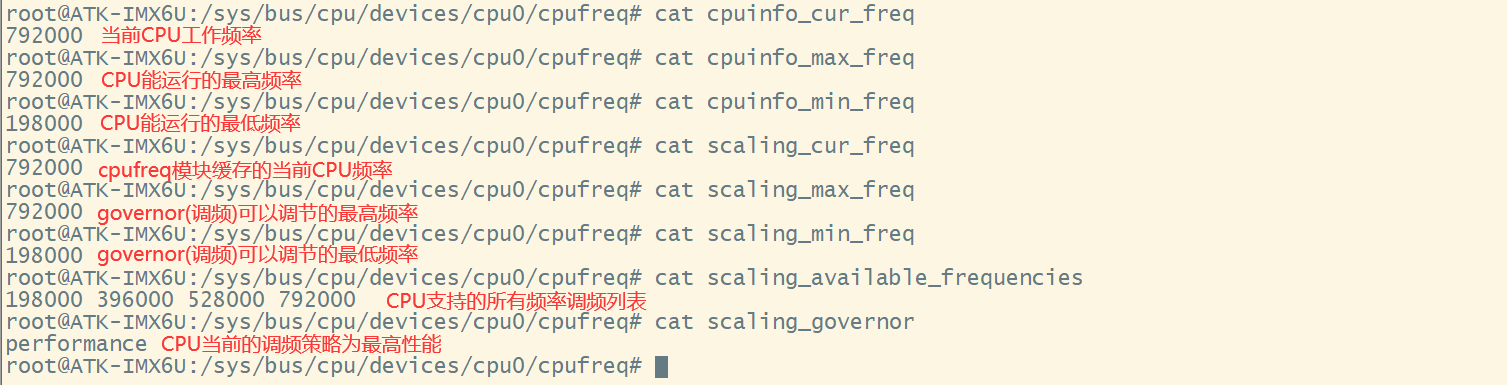 root@ATK-IMX6U:/sys/bus/cpu/devices/cpu0/cpufreq# cat cpuinfo_cur_freq
792000 当前CPU工作频率
root@ATK-IMX6U:/sys/bus/cpu/devices/cpu0/cpufreq# cat cpuinfo_max_freq
792000 CPU能运行的最高频率
root@ATK-IMX6U:/sys/bus/cpu/devices/cpu0/cpufreq# cat cpuinfo_min_freq
198000 CPU能运行的最低频率
root@ATK-IMX6U:/sys/bus/cpu/devices/cpu0/cpufreq# cat scaling_cur_freq
792000 cpufreq模块缓存的当前CPU频率
root@ATK-IMX6U:/sys/bus/cpu/devices/cpu0/cpufreq# cat scaling_max_freq
792000 governor(调频)可以调节的最高频率
root@ATK-IMX6U:/sys/bus/cpu/devices/cpu0/cpufreq# cat scaling_min_freq
198000 governor(调频)可以调节的最低频率
root@ATK-IMX6U:/sys/bus/cpu/devices/cpu0/cpufreq# cat scaling_available_frequencies
198000 396000 528000 792000 CPU支持的所有频率调频列表
root@ATK-IMX6U:/sys/bus/cpu/devices/cpu0/cpufreq# cat scaling_governor
performance CPU当前的调频策略为最高性能
root@ATK-IMX6U:/sys/bus/cpu/devices/cpu0/cpufreq#